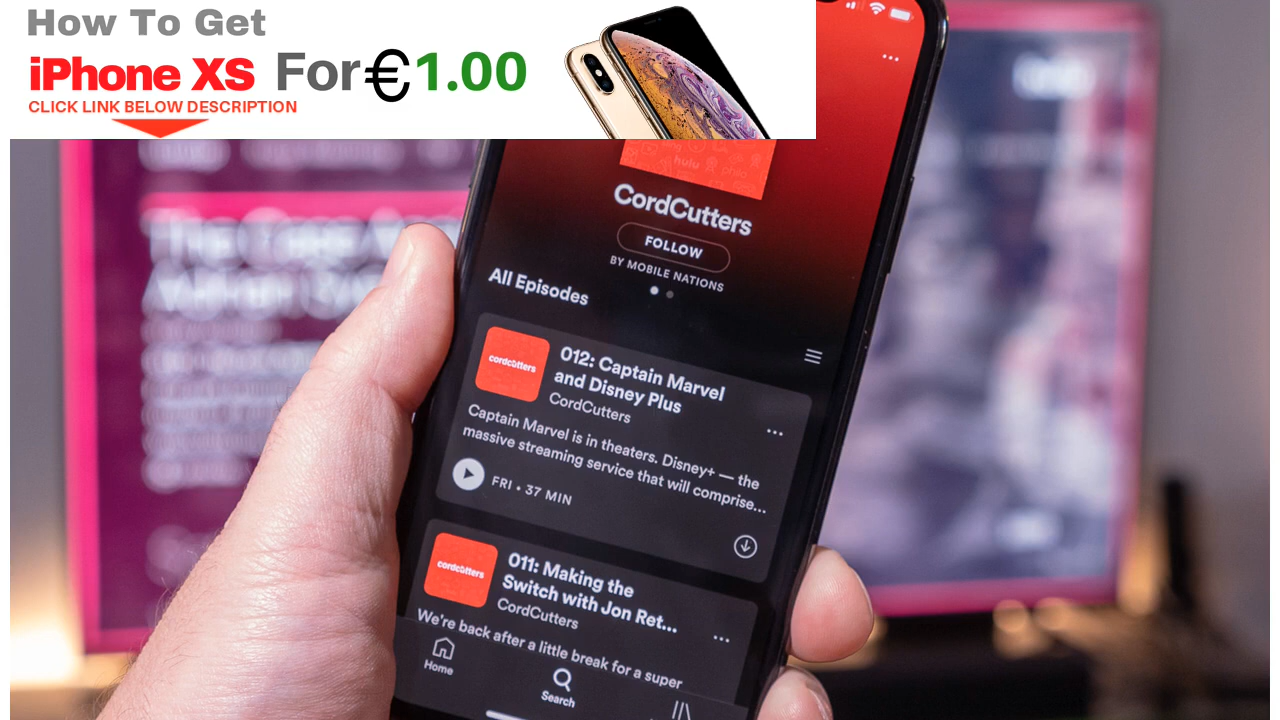 How To Get
iPhone XS For €1.00
CLICK LINK BELOW DESCRIPTION
hulu
CordCutters
FOLLOW
BY MOBILE NATIONS
All Episodes
cordcutters
012: Captain Marvel
and Disney Plus
CordCutters
Captain Marvel is in theaters. Disney+ — the
massive streaming service that will comprise...
FRI • 37 MIN
cordcutters
011: Making the
Switch with Jon Ret...
CordCutters
We're back after a little break for a super
Home
Search